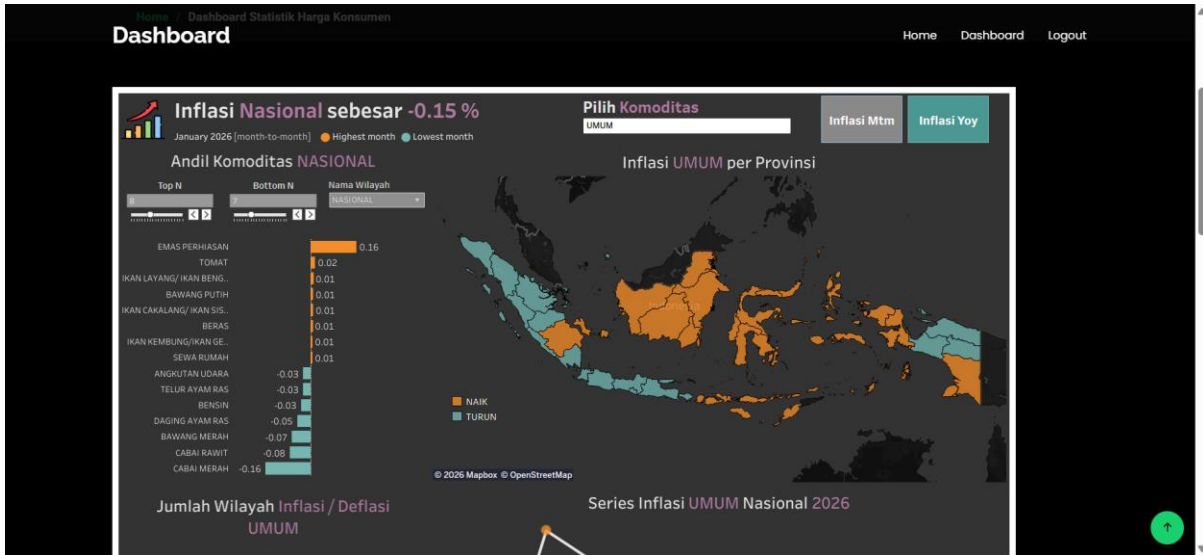 Home / Dashboard Statistik Harga Konsumen
Dashboard
Home Dashboard Logout
Inflasi Nasional sebesar -0.15 %
January 2026 [month-to-month] Highest month Lowest month
Pilih Komoditas
UMUM
Inflasi Mtm
Inflasi Yoy
Andil Komoditas NASIONAL
Top N
8
Bottom N
7
Nama Wilayah
NASIONAL
EMAS PERHIASAN 0.16
TOMAT 0.02
IKAN LAYANG/ IKAN BENG.. 0.01
BAWANG PUTIH 0.01
IKAN CAKALANG/ IKAN SIS.. 0.01
BERAS 0.01
IKAN KEMBUNG/IKAN GE.. 0.01
SEWA RUMAH 0.01
ANGKUTAN UDARA -0.03
TELUR AYAM RAS -0.03
BENSIN -0.03
DAGING AYAM RAS -0.05
BAWANG MERAH -0.07
CABAI RAWIT -0.08
CABAI MERAH -0.16
Inflasi UMUM per Provinsi
Indonesia
NAIK
TURUN
© 2026 Mapbox © OpenStreetMap
Jumlah Wilayah Inflasi / Deflasi
UMUM
Series Inflasi UMUM Nasional 2026